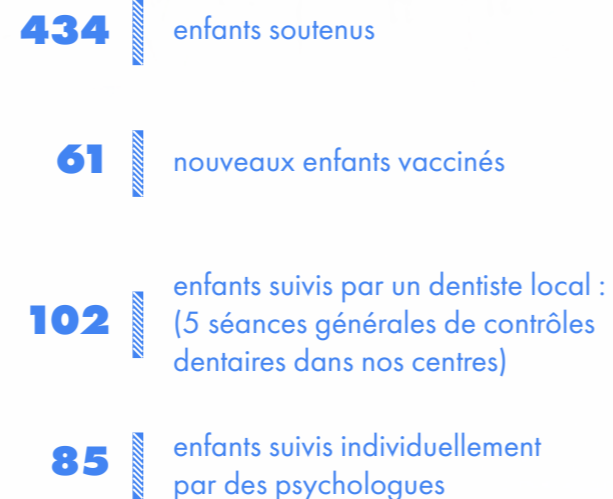 434 enfants soutenus
61 nouveaux enfants vaccinés
102 enfants suivis par un dentiste local :
(5 séances générales de contrôles
dentaires dans nos centres)
85 enfants suivis individuellement
par des psychologues